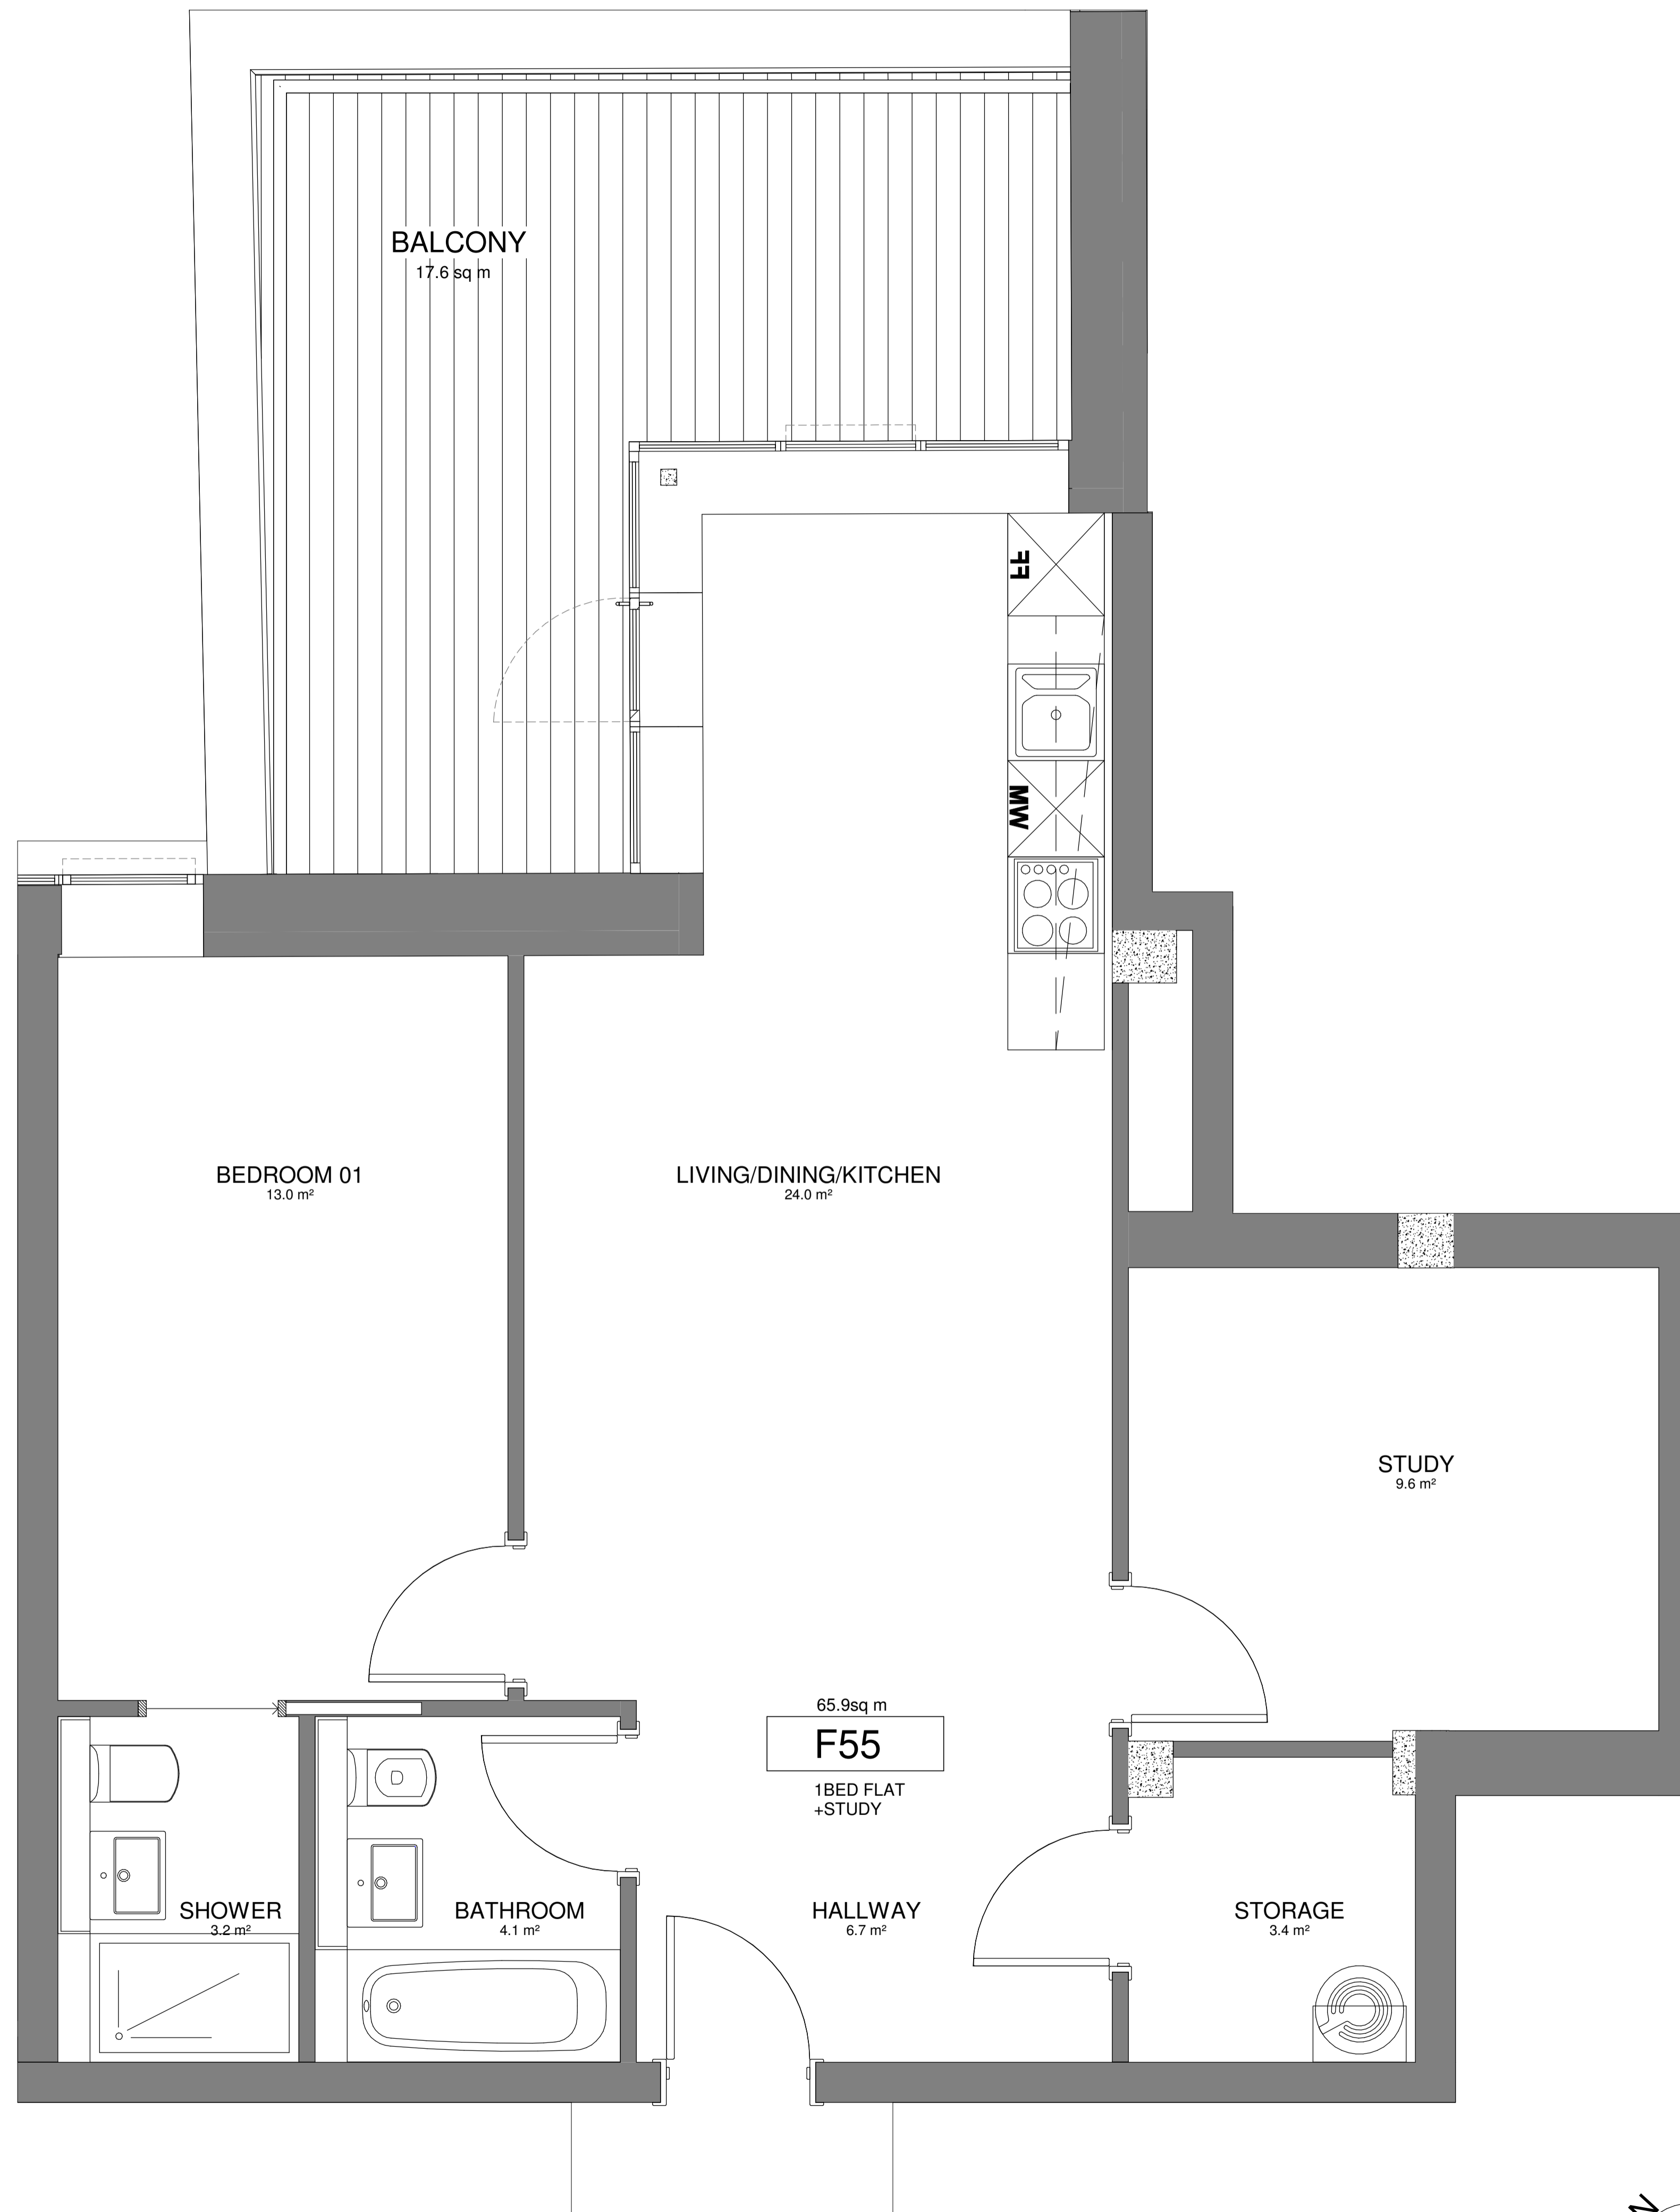 BALCONY
17.6 sq m
FF
MW
BEDROOM 01
13.0 m²
LIVING/DINING/KITCHEN
24.0 m²
STUDY
9.6 m²
65.9sq m
F55
1BED FLAT
+STUDY
SHOWER
3.2 m²
BATHROOM
4.1 m²
HALLWAY
6.7 m²
STORAGE
3.4 m²
N